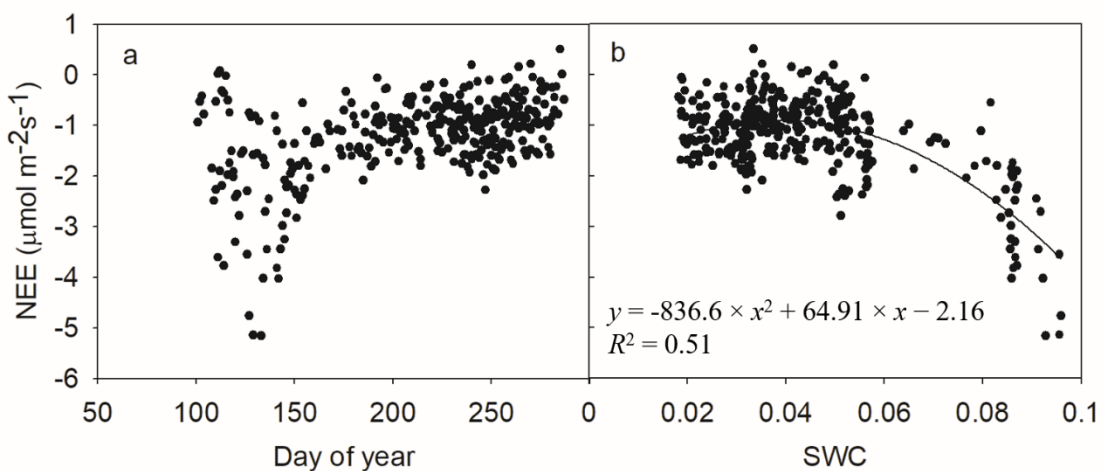 a
b
NEE (μmol m⁻²s⁻¹)
1
0
-1
-2
-3
-4
-5
-6
y = -836.6 × x² + 64.91 × x − 2.16
R² = 0.51
50 100 150 200 250 0 0.02 0.04 0.06 0.08 0.1
Day of year
SWC